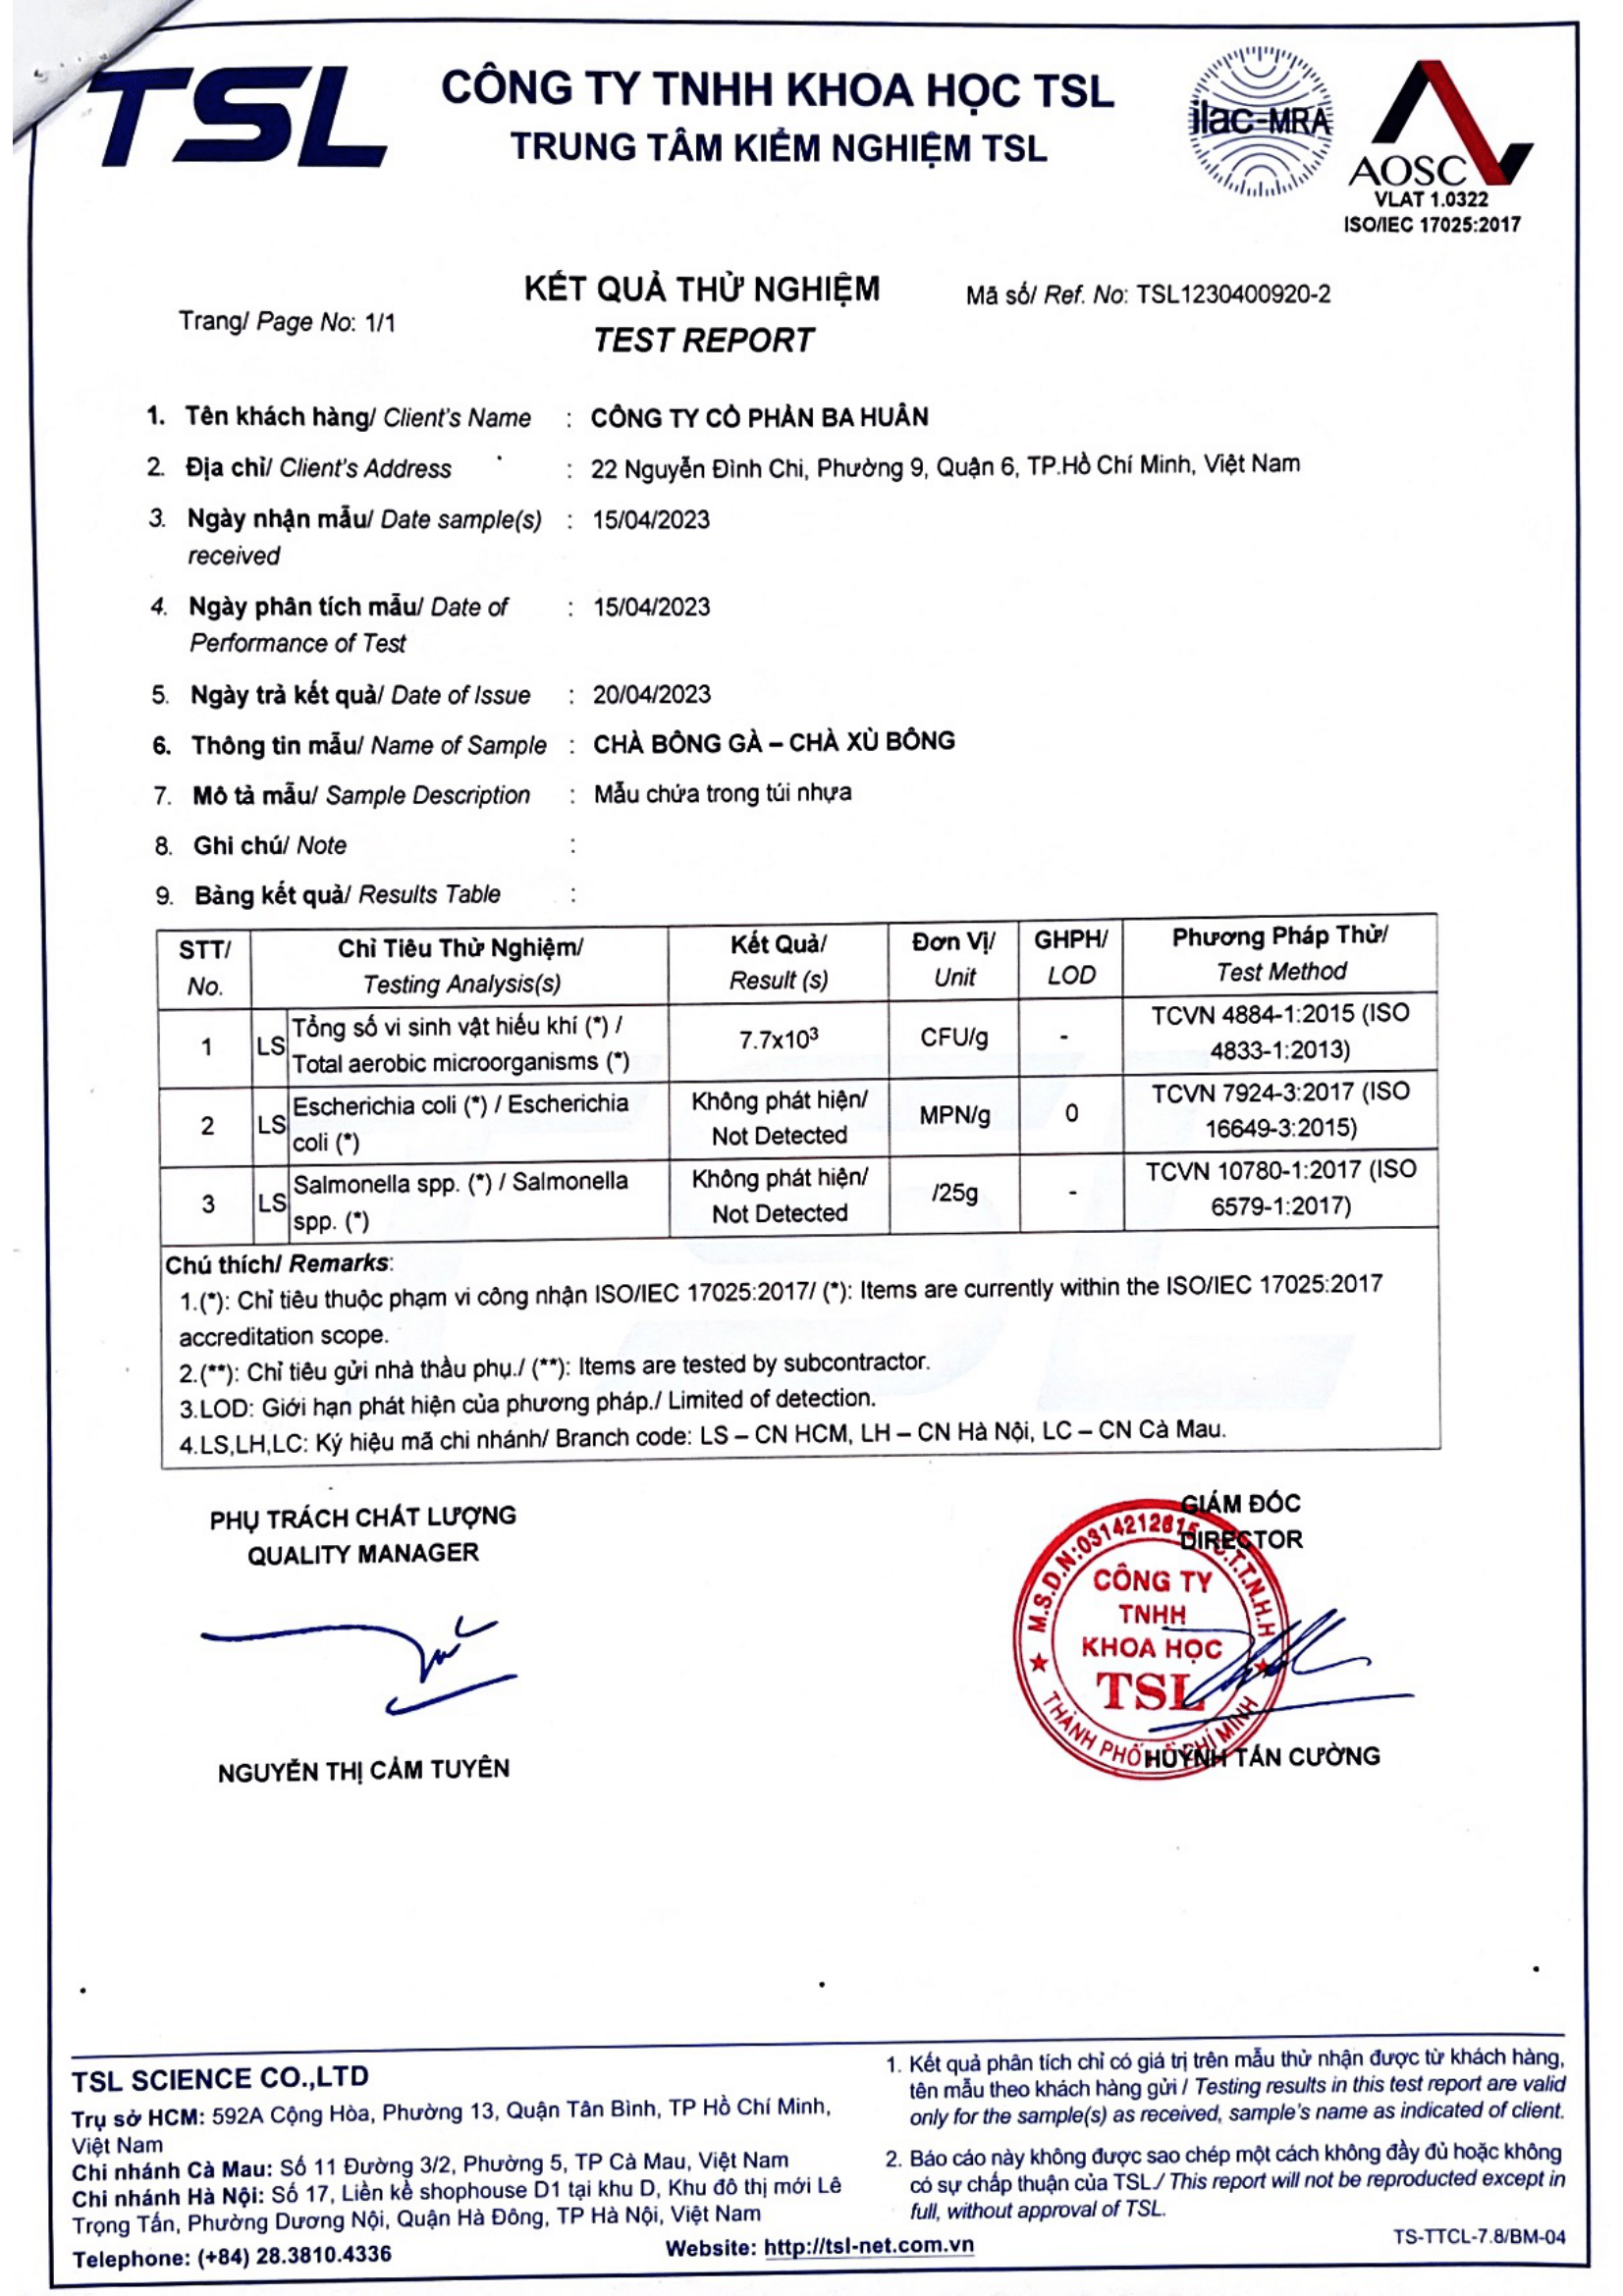 TSL
CÔNG TY TNHH KHOA HỌC TSL
TRUNG TÂM KIỂM NGHIỆM TSL
ilac-MRA
AOSC
VLAT 1.0322
ISO/IEC 17025:2017
KẾT QUẢ THỬ NGHIỆM
TEST REPORT
Mã số/ Ref. No: TSL1230400920-2
Trang/ Page No: 1/1
1. Tên khách hàng/ Client's Name : CÔNG TY CỔ PHẦN BA HUÂN
2. Địa chỉ/ Client's Address : 22 Nguyễn Đình Chi, Phường 9, Quận 6, TP.Hồ Chí Minh, Việt Nam
3. Ngày nhận mẫu/ Date sample(s) : 15/04/2023
received
4. Ngày phân tích mẫu/ Date of : 15/04/2023
Performance of Test
5. Ngày trả kết quả/ Date of Issue : 20/04/2023
6. Thông tin mẫu/ Name of Sample : CHÀ BÔNG GÀ – CHÀ XÙ BÔNG
7. Mô tả mẫu/ Sample Description : Mẫu chứa trong túi nhựa
8. Ghi chú/ Note :
9. Bảng kết quả/ Results Table :
STT/ Chỉ Tiêu Thử Nghiệm/ Kết Quả/ Đơn Vị/ GHPH/ Phương Pháp Thử/
No. Testing Analysis(s) Result (s) Unit LOD Test Method
1 LS Tổng số vi sinh vật hiếu khí (*) / Total aerobic microorganisms (*) 7.7x10³ CFU/g - TCVN 4884-1:2015 (ISO 4833-1:2013)
2 LS Escherichia coli (*) / Escherichia coli (*) Không phát hiện/ Not Detected MPN/g 0 TCVN 7924-3:2017 (ISO 16649-3:2015)
3 LS Salmonella spp. (*) / Salmonella spp. (*) Không phát hiện/ Not Detected /25g - TCVN 10780-1:2017 (ISO 6579-1:2017)
Chú thích/ Remarks:
1.(*): Chỉ tiêu thuộc phạm vi công nhận ISO/IEC 17025:2017/ (*): Items are currently within the ISO/IEC 17025:2017
accreditation scope.
2.(**): Chỉ tiêu gửi nhà thầu phụ./ (**): Items are tested by subcontractor.
3.LOD: Giới hạn phát hiện của phương pháp./ Limited of detection.
4.LS,LH,LC: Ký hiệu mã chi nhánh/ Branch code: LS – CN HCM, LH – CN Hà Nội, LC – CN Cà Mau.
PHỤ TRÁCH CHẤT LƯỢNG
QUALITY MANAGER
NGUYỄN THỊ CẨM TUYÊN
GIÁM ĐỐC
DIRECTOR
M.S.D.N:0314212615 C.T.T.N.H.H
CÔNG TY
TNHH
KHOA HỌC
TSL
THÀNH PHỐ HỒ CHÍ MINH
HUỲNH TẤN CƯỜNG
TSL SCIENCE CO.,LTD
Trụ sở HCM: 592A Cộng Hòa, Phường 13, Quận Tân Bình, TP Hồ Chí Minh,
Việt Nam
Chi nhánh Cà Mau: Số 11 Đường 3/2, Phường 5, TP Cà Mau, Việt Nam
Chi nhánh Hà Nội: Số 17, Liền kề shophouse D1 tại khu D, Khu đô thị mới Lê
Trọng Tấn, Phường Dương Nội, Quận Hà Đông, TP Hà Nội, Việt Nam
Telephone: (+84) 28.3810.4336
Website: http://tsl-net.com.vn
1. Kết quả phân tích chỉ có giá trị trên mẫu thử nhận được từ khách hàng,
tên mẫu theo khách hàng gửi / Testing results in this test report are valid
only for the sample(s) as received, sample's name as indicated of client.
2. Báo cáo này không được sao chép một cách không đầy đủ hoặc không
có sự chấp thuận của TSL./ This report will not be reproduced except in
full, without approval of TSL.
TS-TTCL-7.8/BM-04